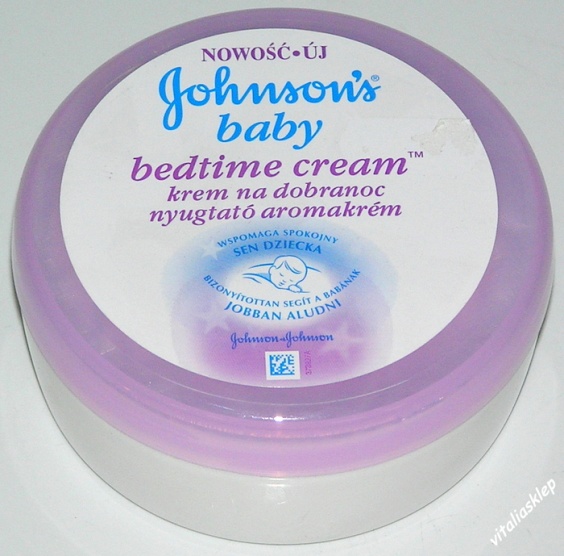 NOWOŚĆ • ÚJ
Johnson's®
baby
bedtime cream™
krem na dobranoc
nyugtató aromakrém
WSPOMAGA SPOKOJNY
SEN DZIECKA
BIZONYÍTOTTAN SEGÍT A BABÁNAK
JOBBAN ALUDNI
Johnson & Johnson
vitaliasklep